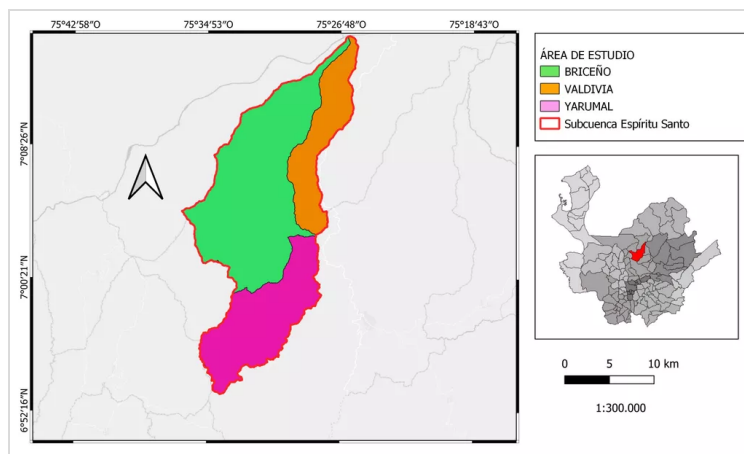 75°42'58"O 75°34'53"O 75°26'48"O 75°18'43"O
7°08'26"N
7°00'21"N
6°52'16"N
ÁREA DE ESTUDIO
BRICEÑO
VALDIVIA
YARUMAL
Subcuenca Espíritu Santo
0 5 10 km
1:300.000